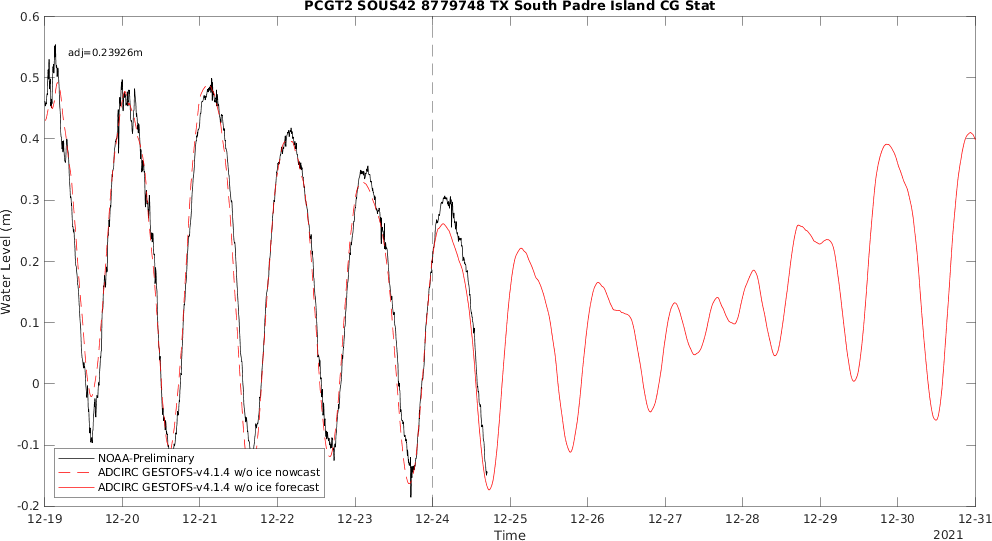 PCGT2 SOUS42 8779748 TX South Padre Island CG Stat
adj=0.23926m
0.6
0.5
0.4
0.3
0.2
0.1
0
-0.1
-0.2
Water Level (m)
NOAA-Preliminary
ADCIRC GESTOFS-v4.1.4 w/o ice nowcast
ADCIRC GESTOFS-v4.1.4 w/o ice forecast
12-19 12-20 12-21 12-22 12-23 12-24 12-25 12-26 12-27 12-28 12-29 12-30 12-31
Time
2021